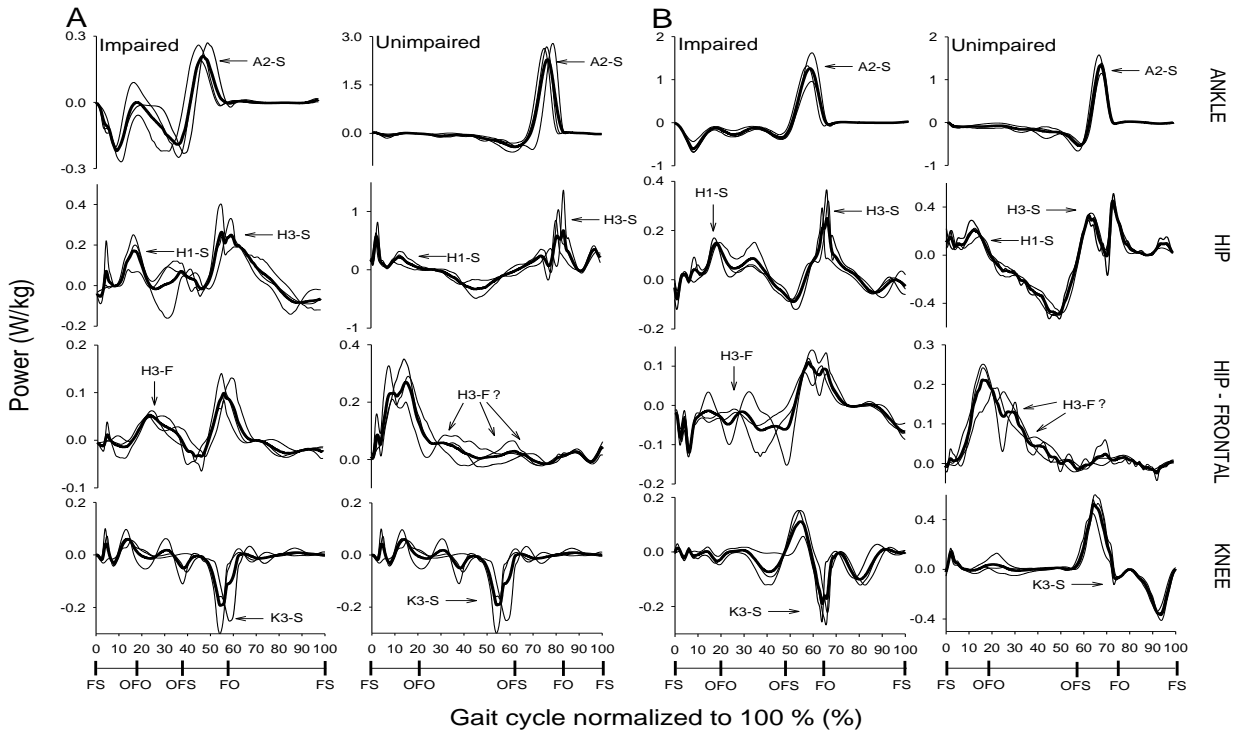 A
B
Impaired
Unimpaired
Impaired
Unimpaired
0.3
0.0
-0.3
A2-S
3.0
0.0
A2-S
2
1
0
-1
A2-S
2
1
0
-1
A2-S
ANKLE
0.4
0.2
0.0
-0.2
H1-S
H3-S
1
0
-1
H1-S
H3-S
0.4
0.2
0.0
-0.2
H1-S
H3-S
0.4
0.0
-0.4
H3-S
H1-S
HIP
0.2
0.1
0.0
-0.1
H3-F
0.4
0.2
0.0
H3-F ?
0.1
0.0
-0.1
-0.2
H3-F
0.3
0.2
0.1
0.0
H3-F ?
HIP - FRONTAL
0.2
0.0
-0.2
K3-S
0.2
0.0
-0.2
K3-S
0.2
0.0
-0.2
K3-S
0.4
0.0
-0.4
K3-S
KNEE
Power (W/kg)
0 10 20 30 40 50 60 70 80 90 100
0 10 20 30 40 50 60 70 80 90 100
0 10 20 30 40 50 60 70 80 90 100
0 10 20 30 40 50 60 70 80 90 100
FS OFO OFS FO FS
FS OFO OFS FO FS
FS OFO OFS FO FS
FS OFO OFS FO FS
Gait cycle normalized to 100 % (%)